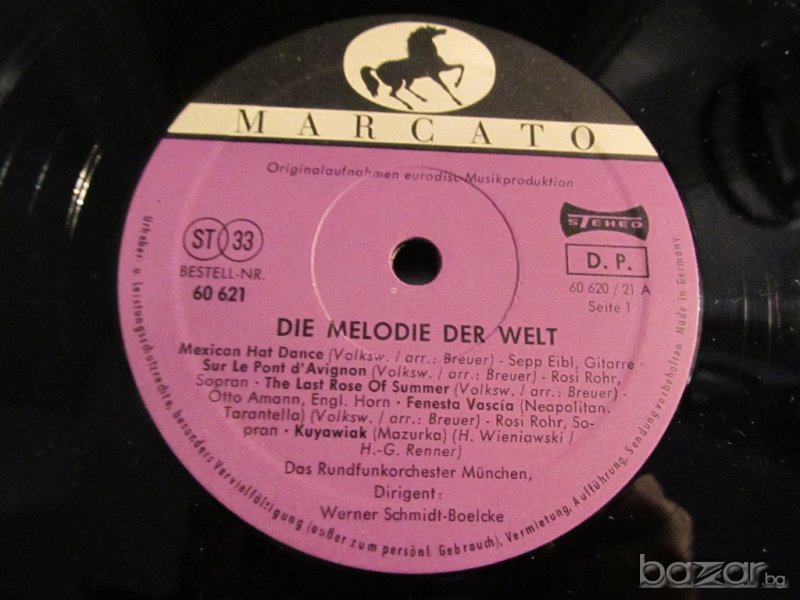 MARCATO
Originalaufnahmen eurodisc-Musikproduktion
ST 33
STEREO
BESTELL-NR.
60 621
D. P.
60 620 / 21 A
Seite 1
DIE MELODIE DER WELT
Mexican Hat Dance (Volksw. / arr.: Breuer) - Sepp Eibl, Gitarre ·
Sur Le Pont d'Avignon (Volksw. / arr.: Breuer) - Rosi Rohr,
Sopran · The Last Rose Of Summer (Volksw. / arr.: Breuer) -
Otto Amann, Engl. Horn · Fenesta Vascia (Neapolitan.
Tarantella) (Volksw. / arr.: Breuer) - Rosi Rohr, So-
pran · Kuyawiak (Mazurka) (H. Wieniawski /
H.-G. Renner)
Das Rundfunkorchester München,
Dirigent:
Werner Schmidt-Boelcke
Urheber- u. Leistungsschutzrechte, besonders Vervielfältigung (außer zum persönl. Gebrauch), Vermietung, Aufführung, Sendung vorbehalten. Made in Germany
bazar.bg